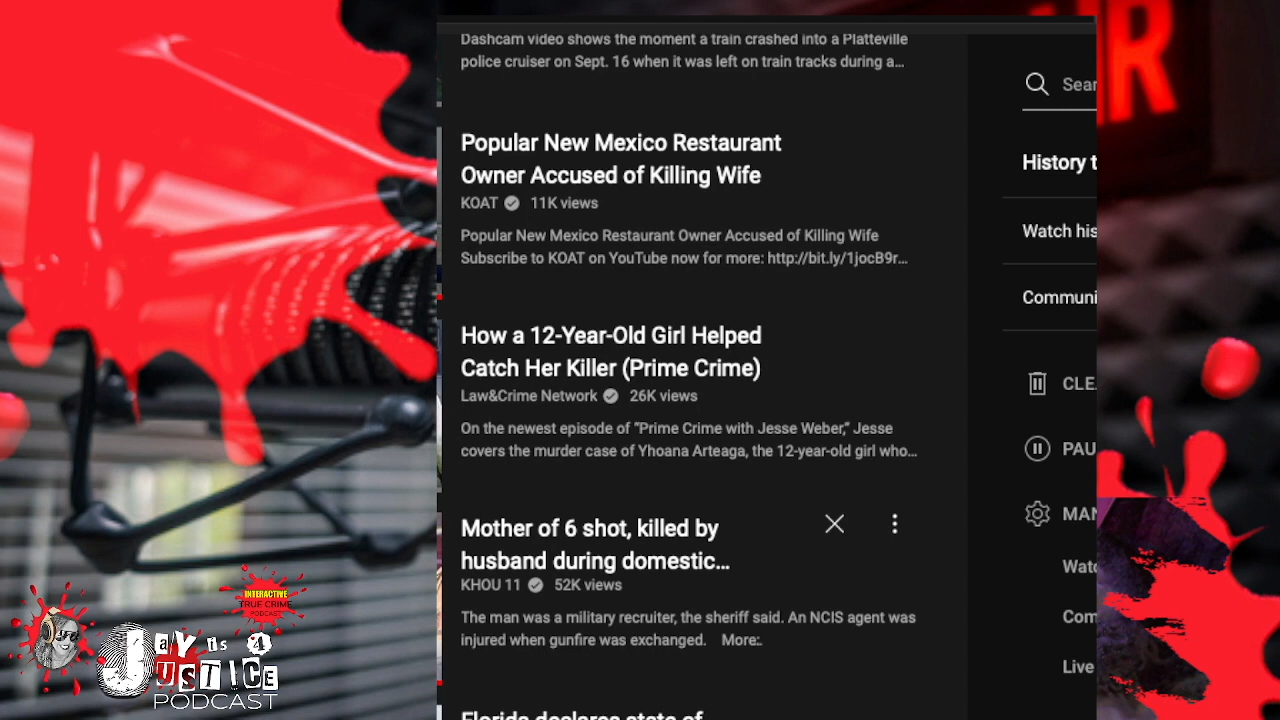 Dashcam video shows the moment a train crashed into a Platteville
police cruiser on Sept. 16 when it was left on train tracks during a...
Popular New Mexico Restaurant
Owner Accused of Killing Wife
KOAT 11K views
Popular New Mexico Restaurant Owner Accused of Killing Wife
Subscribe to KOAT on YouTube now for more: http://bit.ly/1jocB9r...
How a 12-Year-Old Girl Helped
Catch Her Killer (Prime Crime)
Law&Crime Network 26K views
On the newest episode of “Prime Crime with Jesse Weber,” Jesse
covers the murder case of Yhoana Arteaga, the 12-year-old girl who...
Mother of 6 shot, killed by
husband during domestic...
KHOU 11 52K views
The man was a military recruiter, the sheriff said. An NCIS agent was
injured when gunfire was exchanged. More:.
Florida declares state of
Sear
History t
Watch his
Communi
CLE
PAU
MAN
Watc
Com
Live
R
INTERACTIVE
TRUE CRIME
PODCAST
Jay is 4
JUSTICE
PODCAST